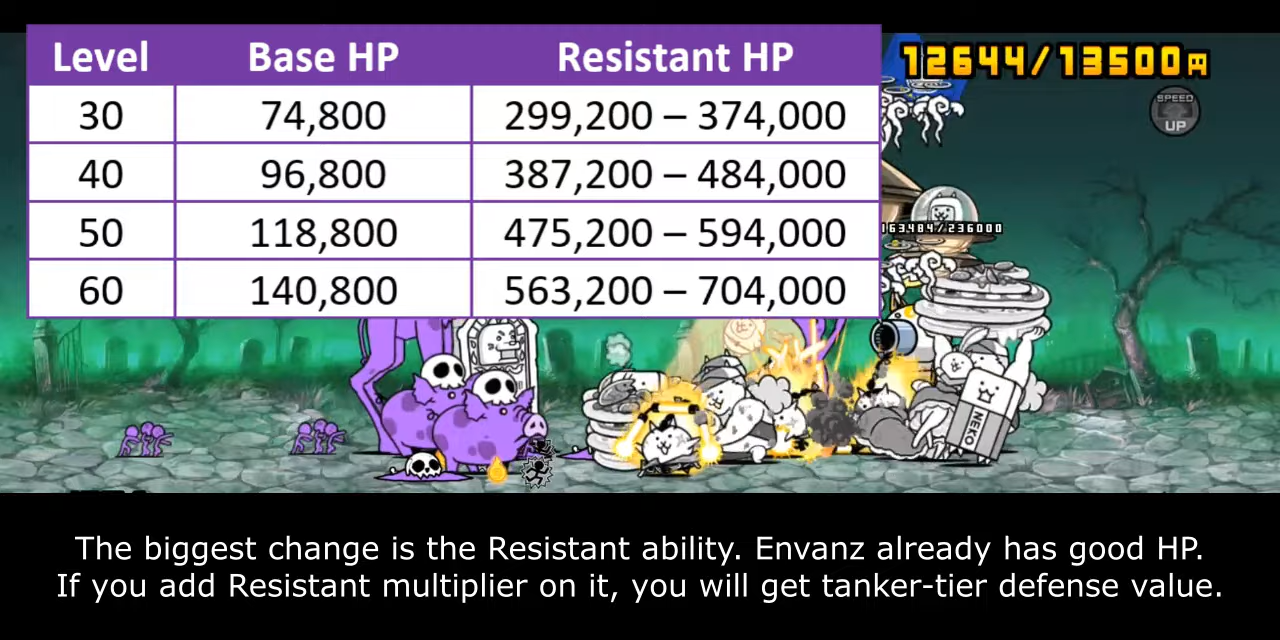 Level Base HP Resistant HP
30 74,800 299,200 – 374,000
40 96,800 387,200 – 484,000
50 118,800 475,200 – 594,000
60 140,800 563,200 – 704,000
12644/13500円
SPEED
UP
163484/236000
NEKO
The biggest change is the Resistant ability. Envanz already has good HP.
If you add Resistant multiplier on it, you will get tanker-tier defense value.